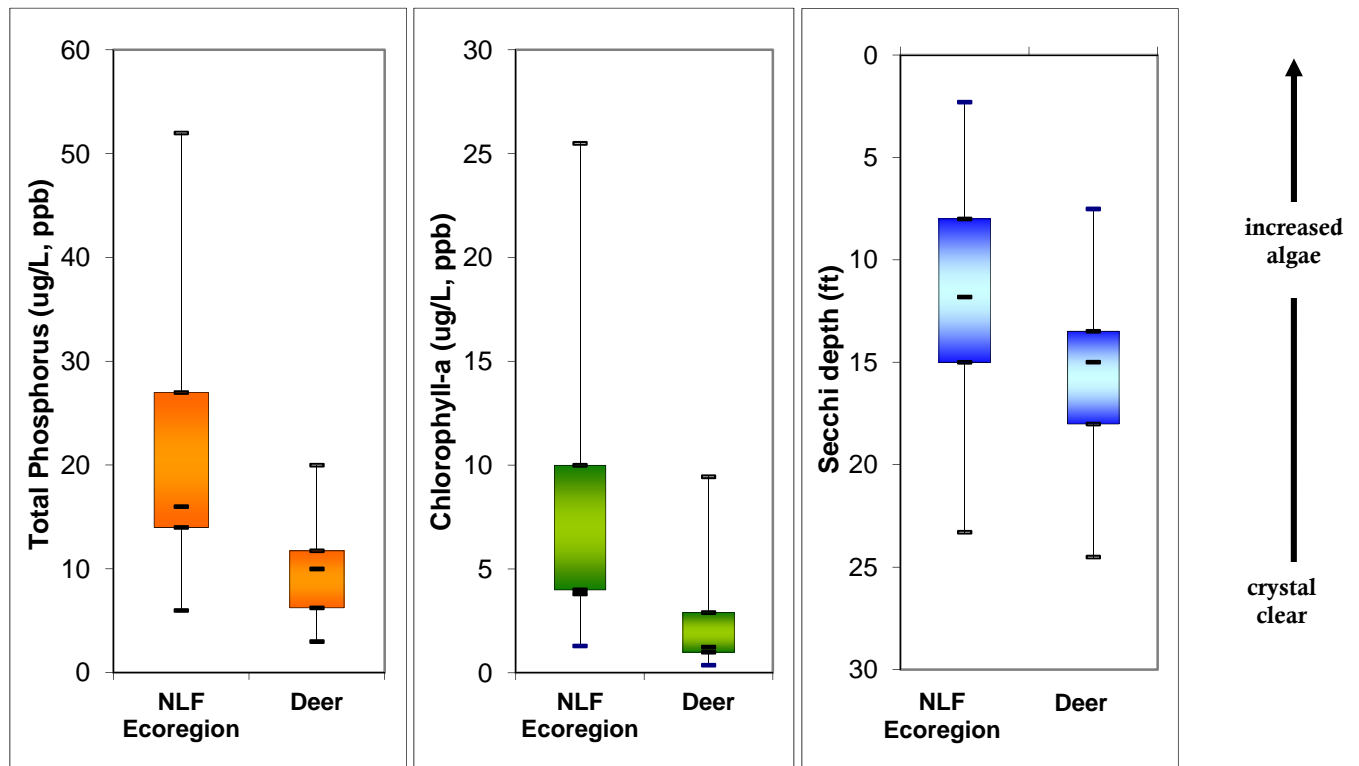 Total Phosphorus (ug/L, ppb)
60
50
40
30
20
10
0
NLF
Ecoregion
Deer
Chlorophyll-a (ug/L, ppb)
30
25
20
15
10
5
0
NLF
Ecoregion
Deer
Secchi depth (ft)
0
5
10
15
20
25
30
NLF
Ecoregion
Deer
increased
algae
crystal
clear